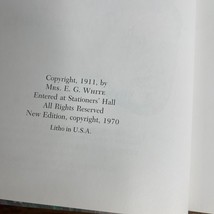 Copyright, 1911, by
Mrs. E. G. White
Entered at Stationers' Hall
All Rights Reserved
New Edition, copyright, 1970
Litho in U.S.A.